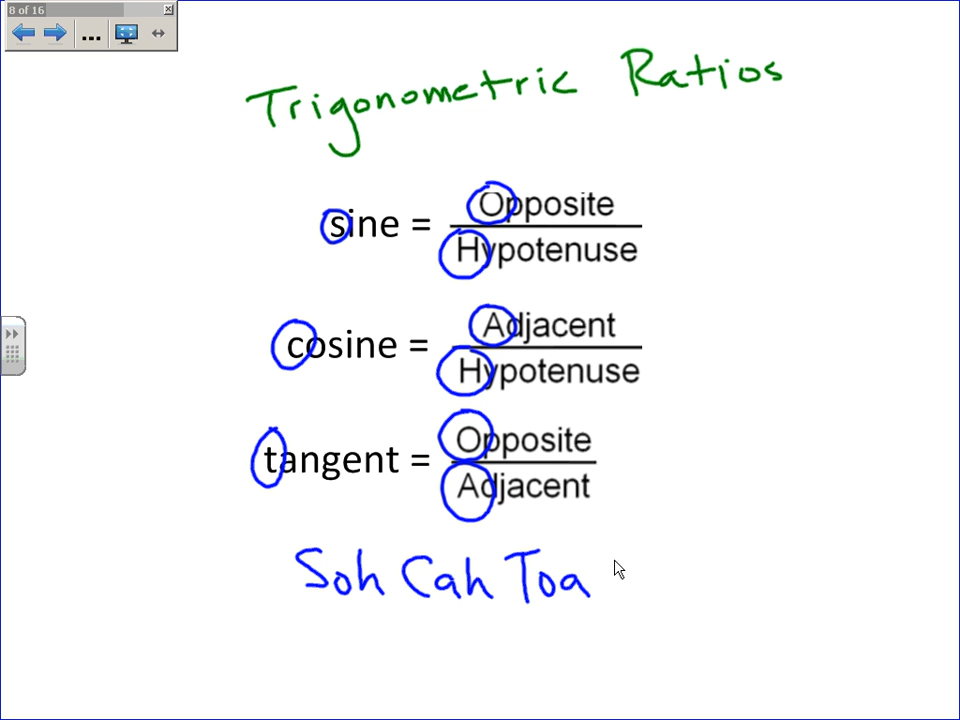 8 of 16
Trigonometric Ratios
sine = Opposite
Hypotenuse
cosine = Adjacent
Hypotenuse
tangent = Opposite
Adjacent
Soh Cah Toa